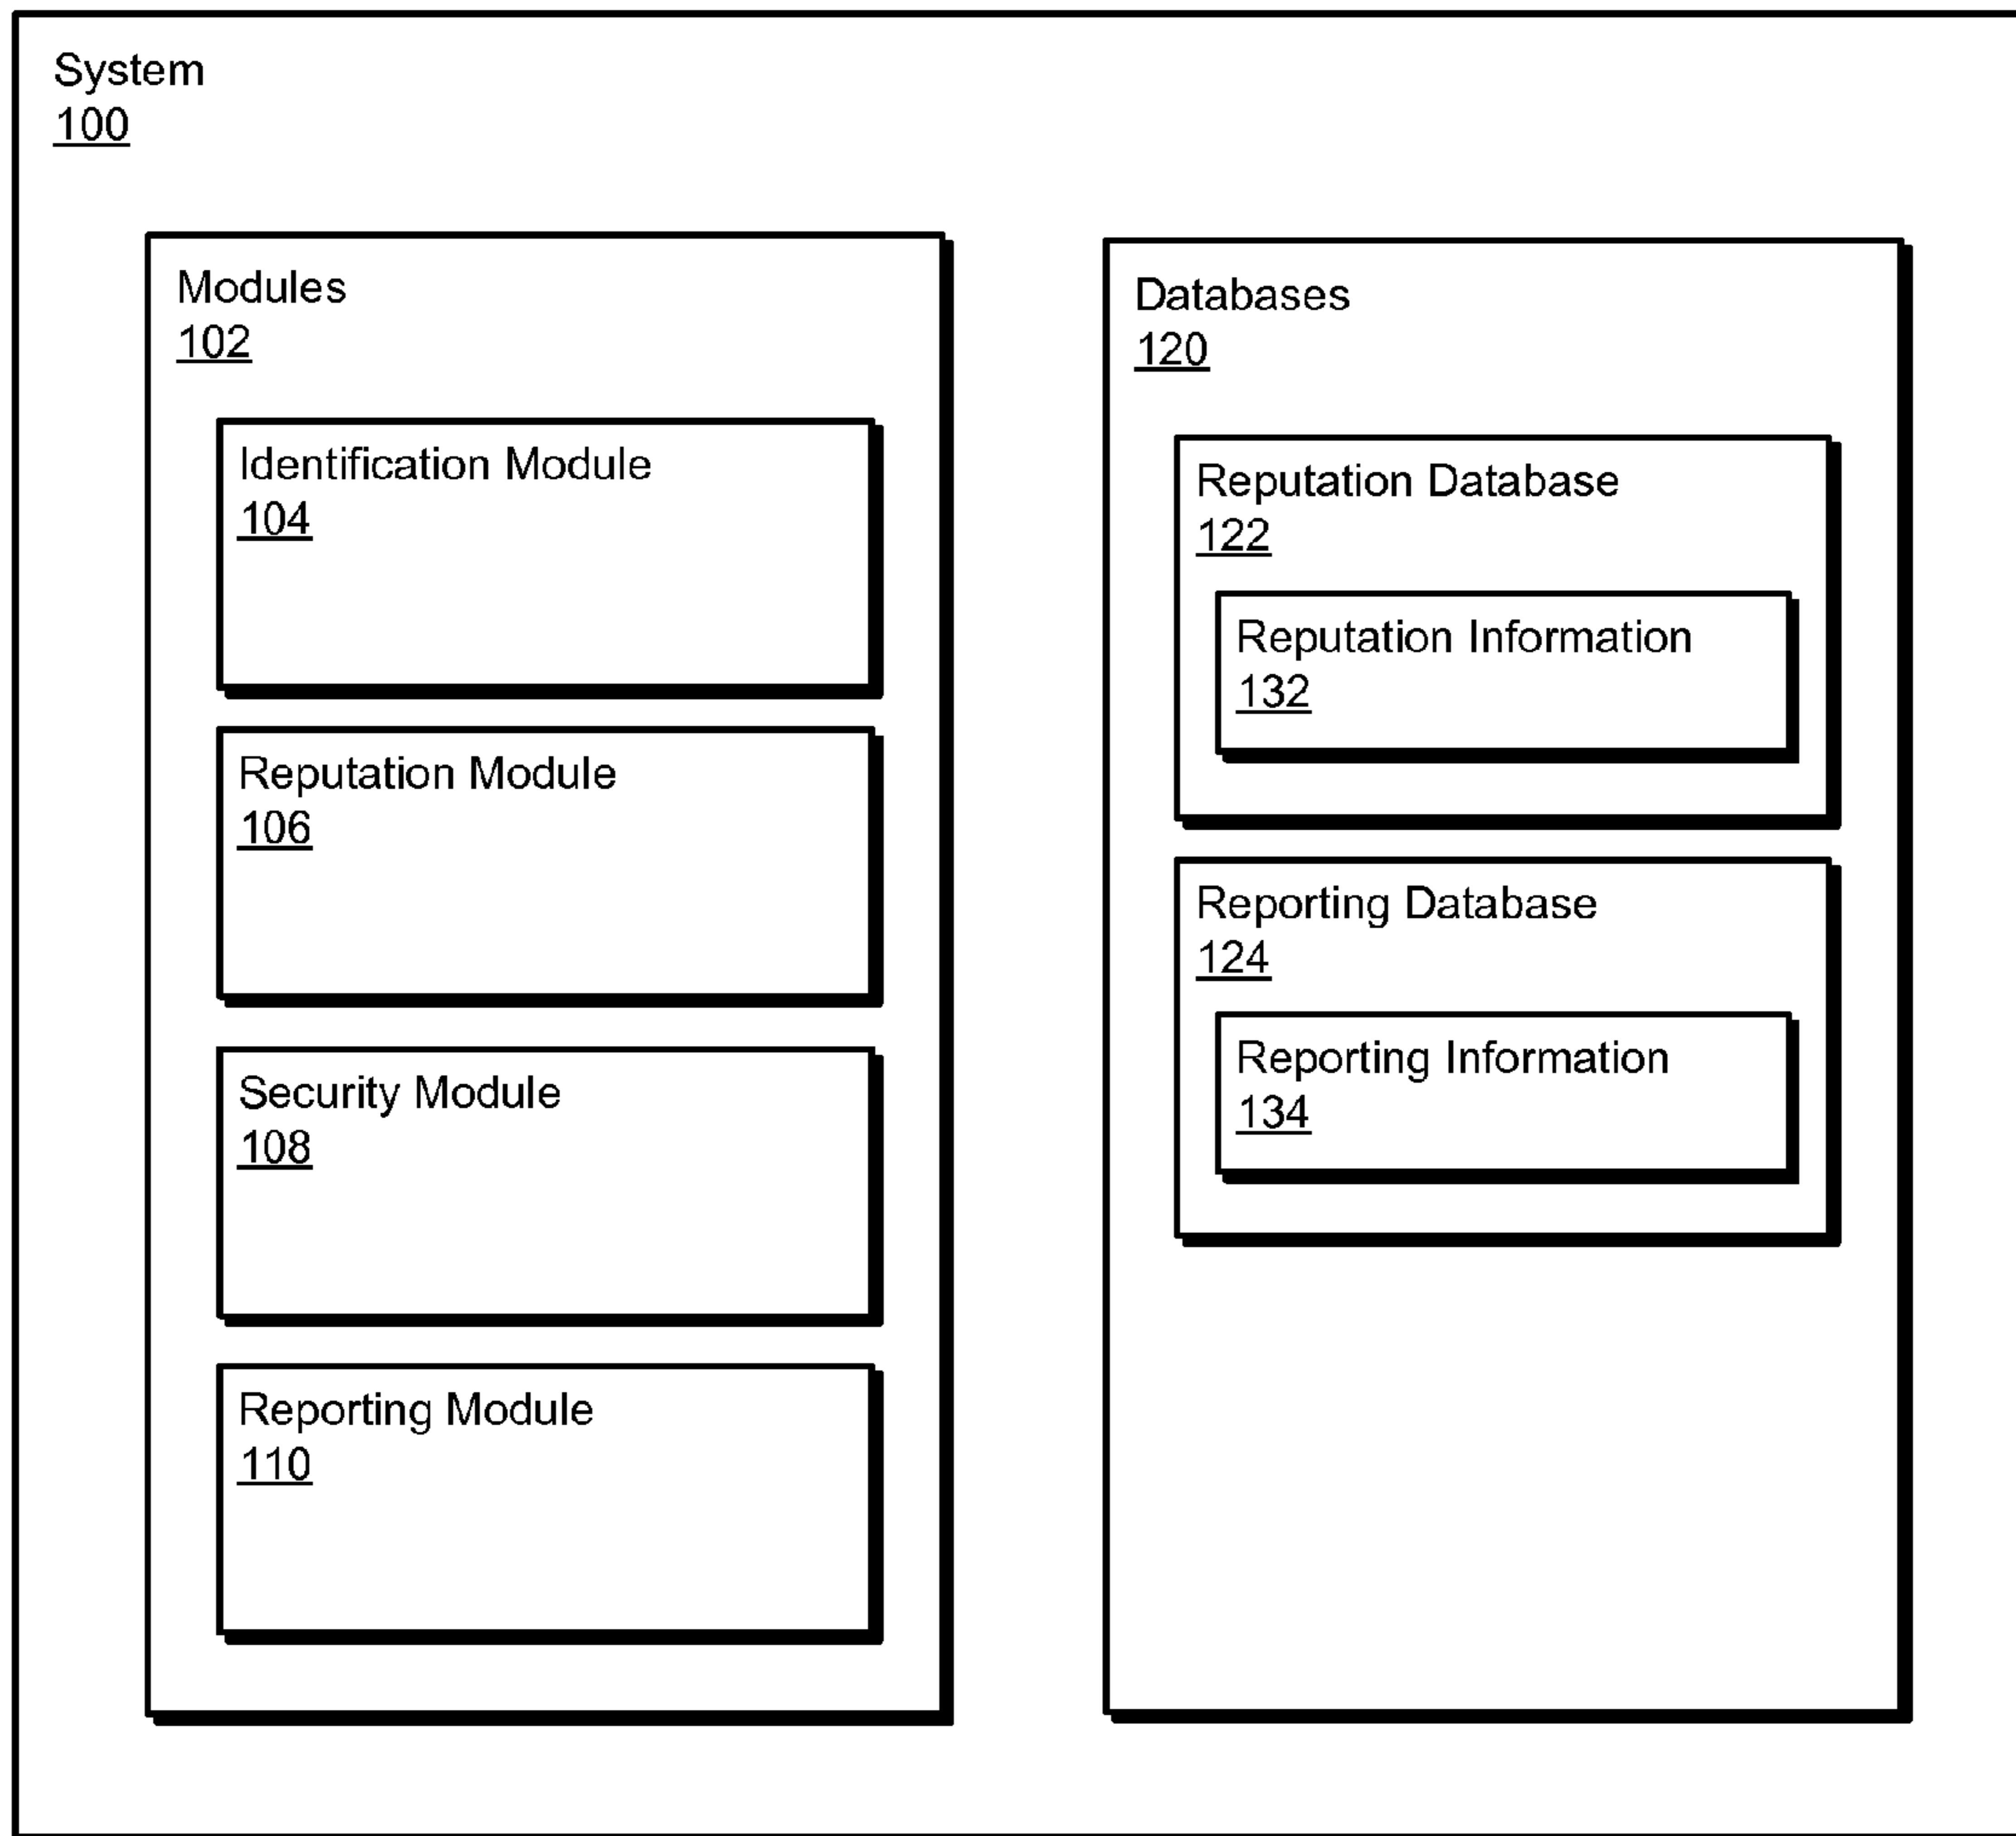 System
100
Modules
102
Identification Module
104
Reputation Module
106
Security Module
108
Reporting Module
110
Databases
120
Reputation Database
122
Reputation Information
132
Reporting Database
124
Reporting Information
134